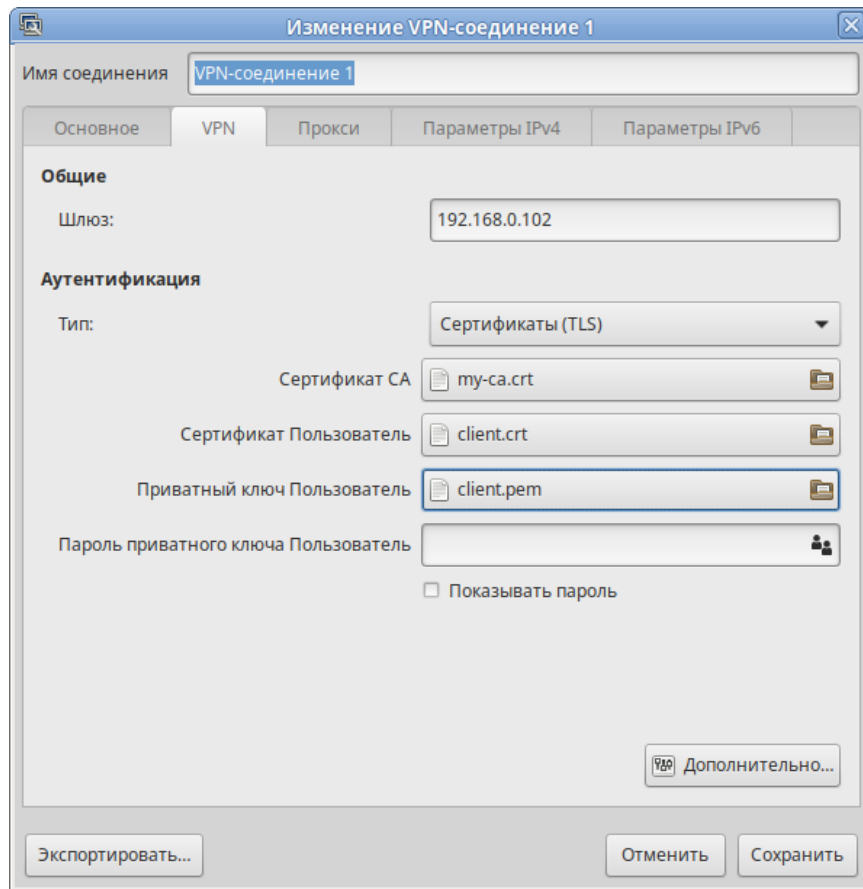 Изменение VPN-соединение 1
Имя соединения VPN-соединение 1
Основное VPN Прокси Параметры IPv4 Параметры IPv6
Общие
Шлюз: 192.168.0.102
Аутентификация
Тип: Сертификаты (TLS)
Сертификат CA my-ca.crt
Сертификат Пользователь client.crt
Приватный ключ Пользователь client.pem
Пароль приватного ключа Пользователь
Показывать пароль
Дополнительно...
Экспортировать... Отменить Сохранить